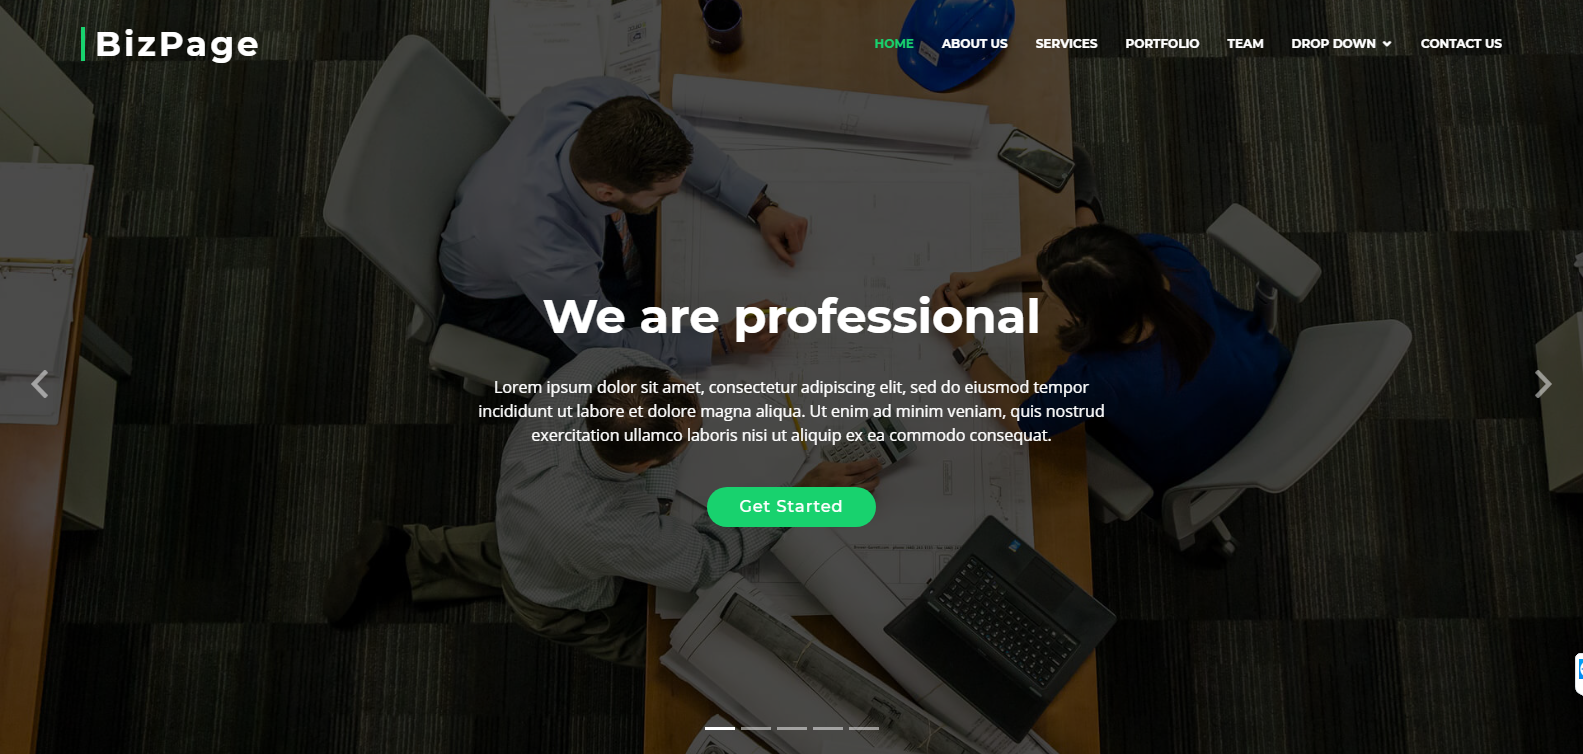 BizPage
HOME ABOUT US SERVICES PORTFOLIO TEAM DROP DOWN CONTACT US
We are professional
Lorem ipsum dolor sit amet, consectetur adipiscing elit, sed do eiusmod tempor
incididunt ut labore et dolore magna aliqua. Ut enim ad minim veniam, quis nostrud
exercitation ullamco laboris nisi ut aliquip ex ea commodo consequat.
Get Started